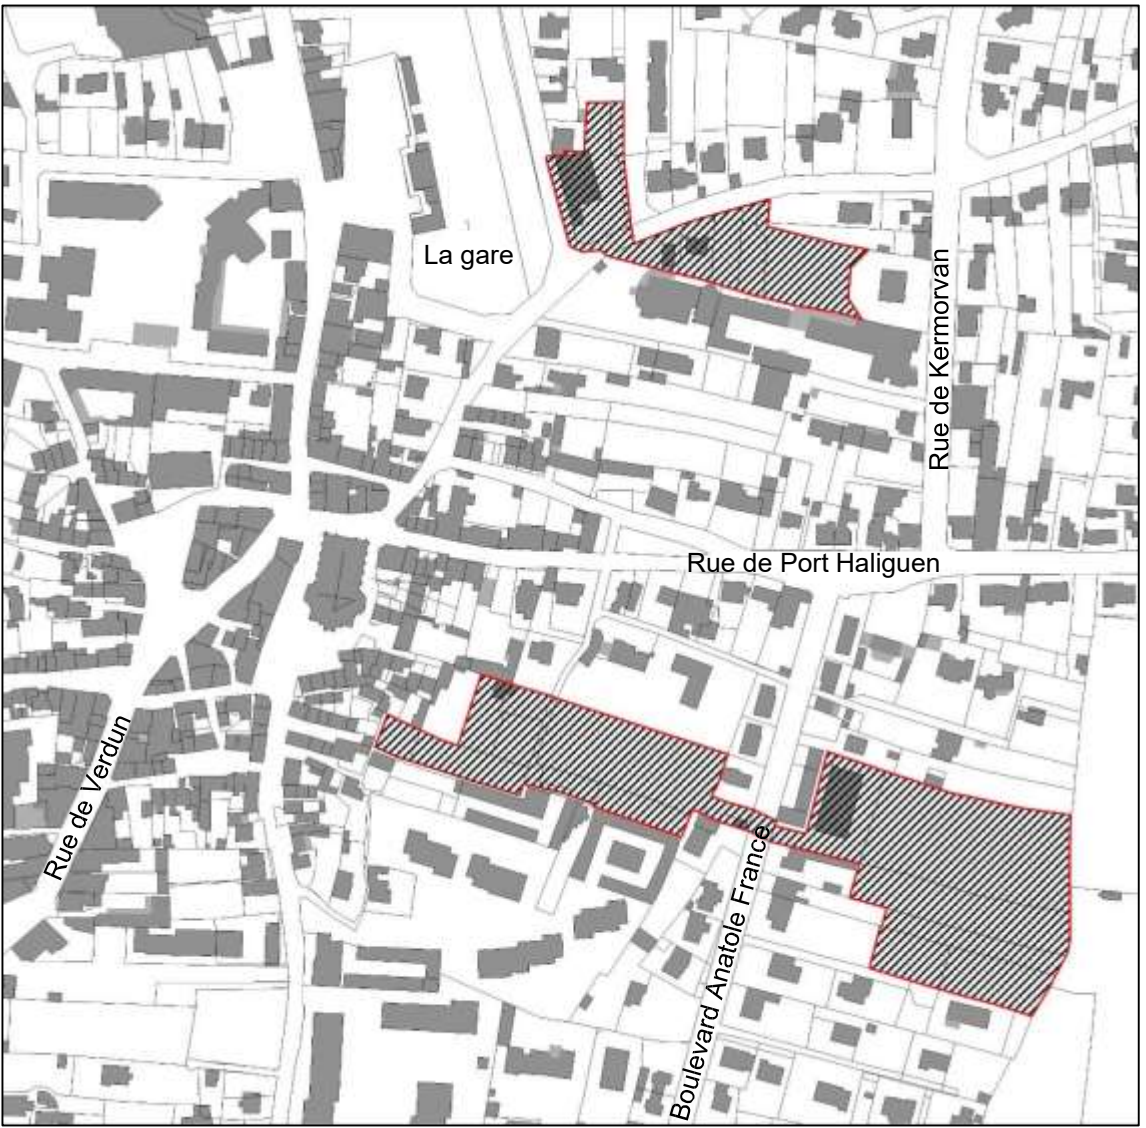 La gare
Rue de Kermorvan
Rue de Port Haliguen
Rue de Verdun
Boulevard Anatole France